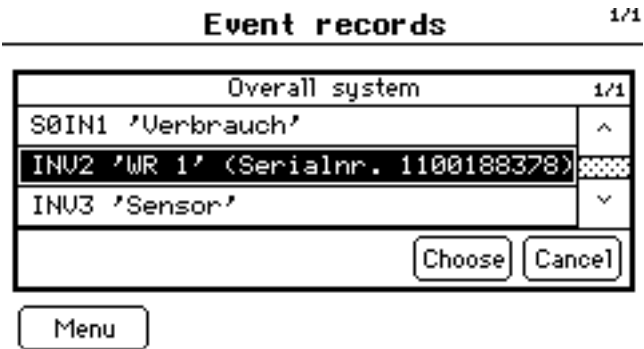 Event records 1/1
Overall system 1/1
S0IN1 'Verbrauch'
INV2 'WR 1' (Serialnr. 1100188378)
INV3 'Sensor'
Choose Cancel
Menu